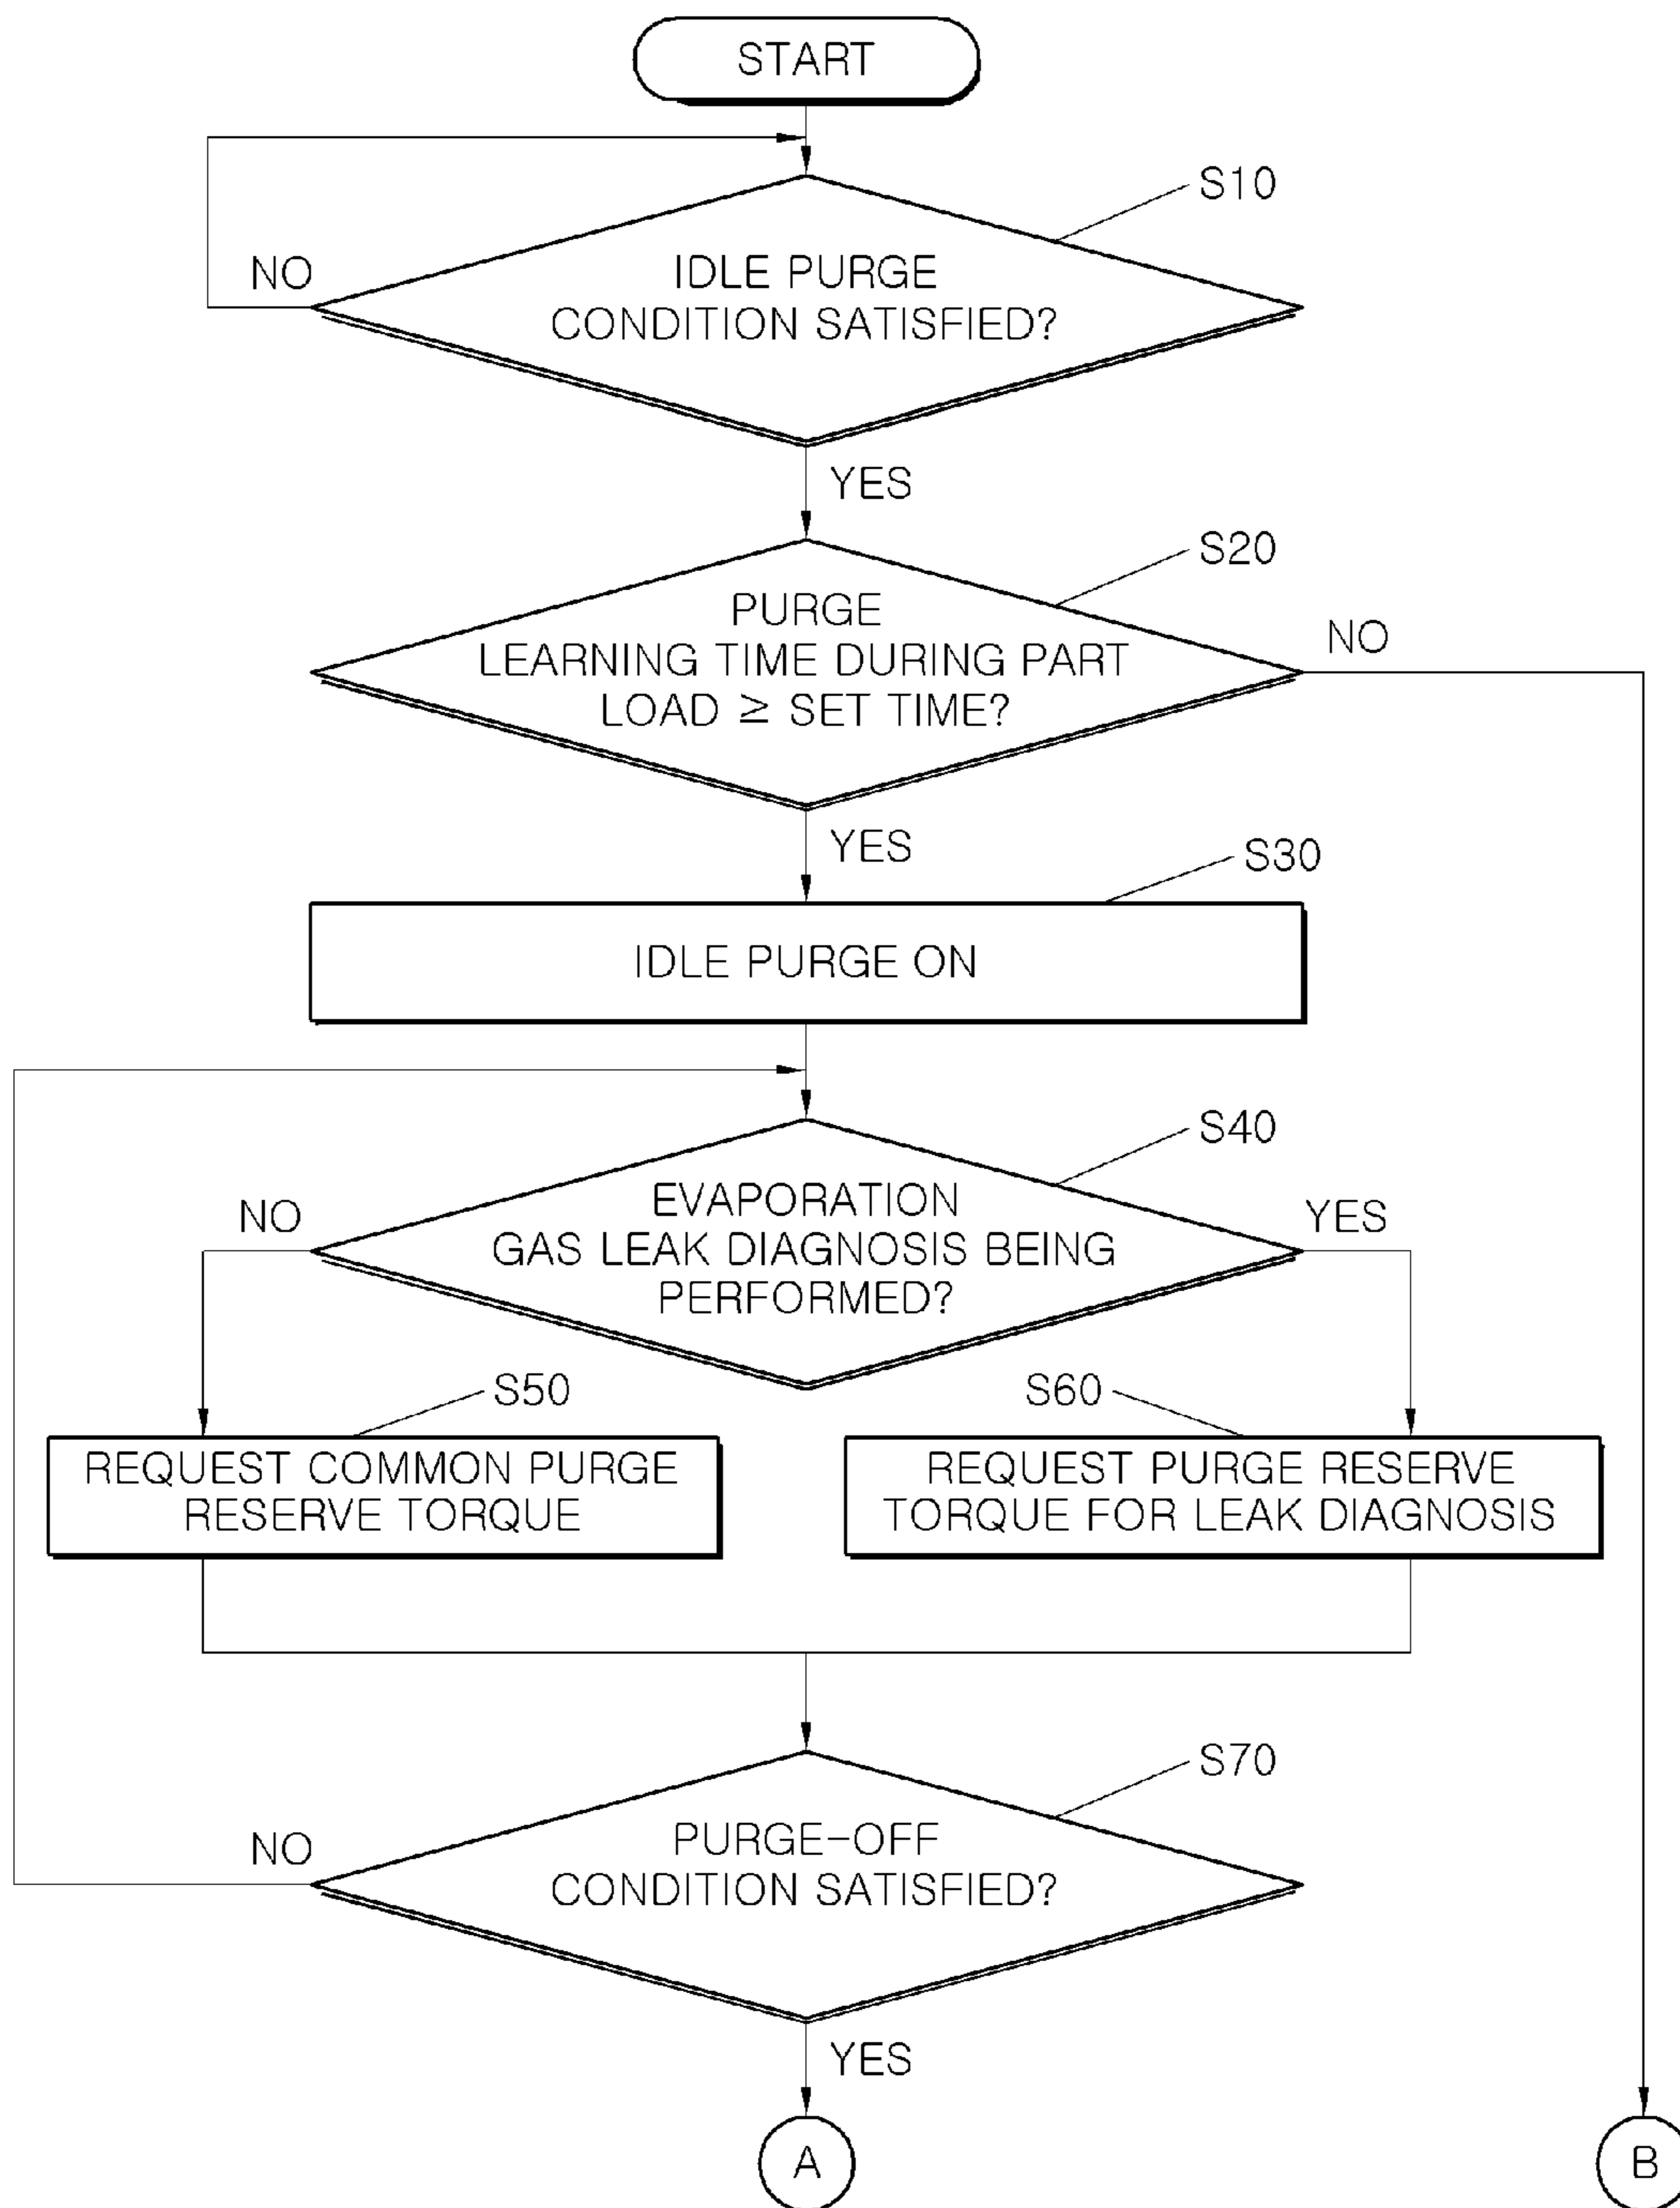 START
S10
NO
IDLE PURGE
CONDITION SATISFIED?
YES
S20
PURGE
LEARNING TIME DURING PART
LOAD ≥ SET TIME?
NO
YES
S30
IDLE PURGE ON
S40
NO
EVAPORATION
GAS LEAK DIAGNOSIS BEING
PERFORMED?
YES
S50
S60
REQUEST COMMON PURGE
RESERVE TORQUE
REQUEST PURGE RESERVE
TORQUE FOR LEAK DIAGNOSIS
S70
NO
PURGE-OFF
CONDITION SATISFIED?
YES
A
B